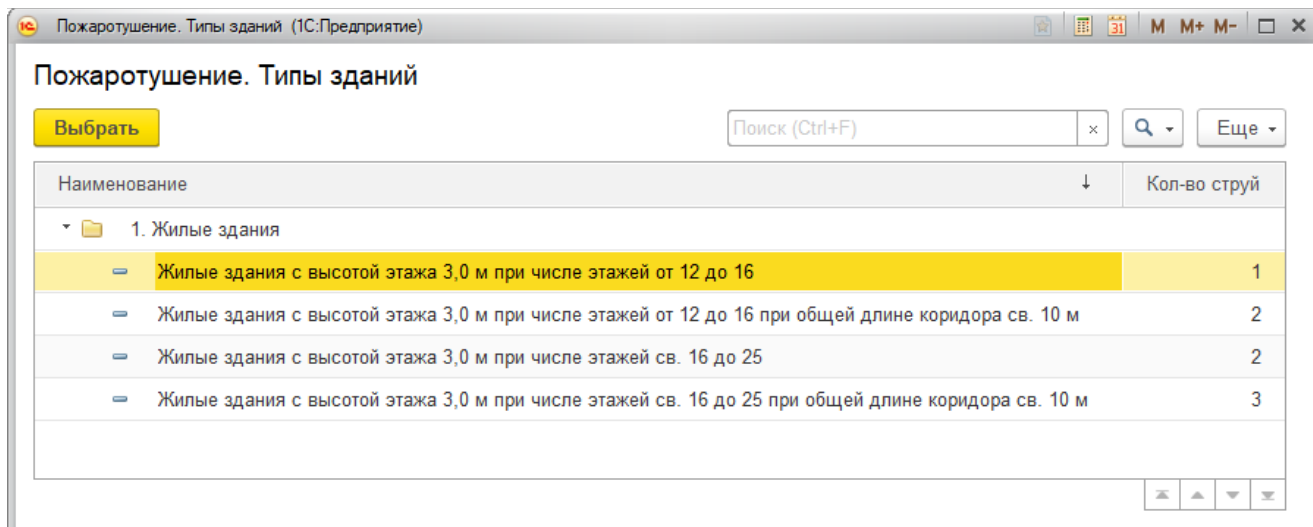 Пожаротушение. Типы зданий (1С:Предприятие)
31 M M+ M-
Пожаротушение. Типы зданий
Выбрать
Поиск (Ctrl+F) × Еще
Наименование ↓ Кол-во струй
1. Жилые здания
Жилые здания с высотой этажа 3,0 м при числе этажей от 12 до 16 1
Жилые здания с высотой этажа 3,0 м при числе этажей от 12 до 16 при общей длине коридора св. 10 м 2
Жилые здания с высотой этажа 3,0 м при числе этажей св. 16 до 25 2
Жилые здания с высотой этажа 3,0 м при числе этажей св. 16 до 25 при общей длине коридора св. 10 м 3